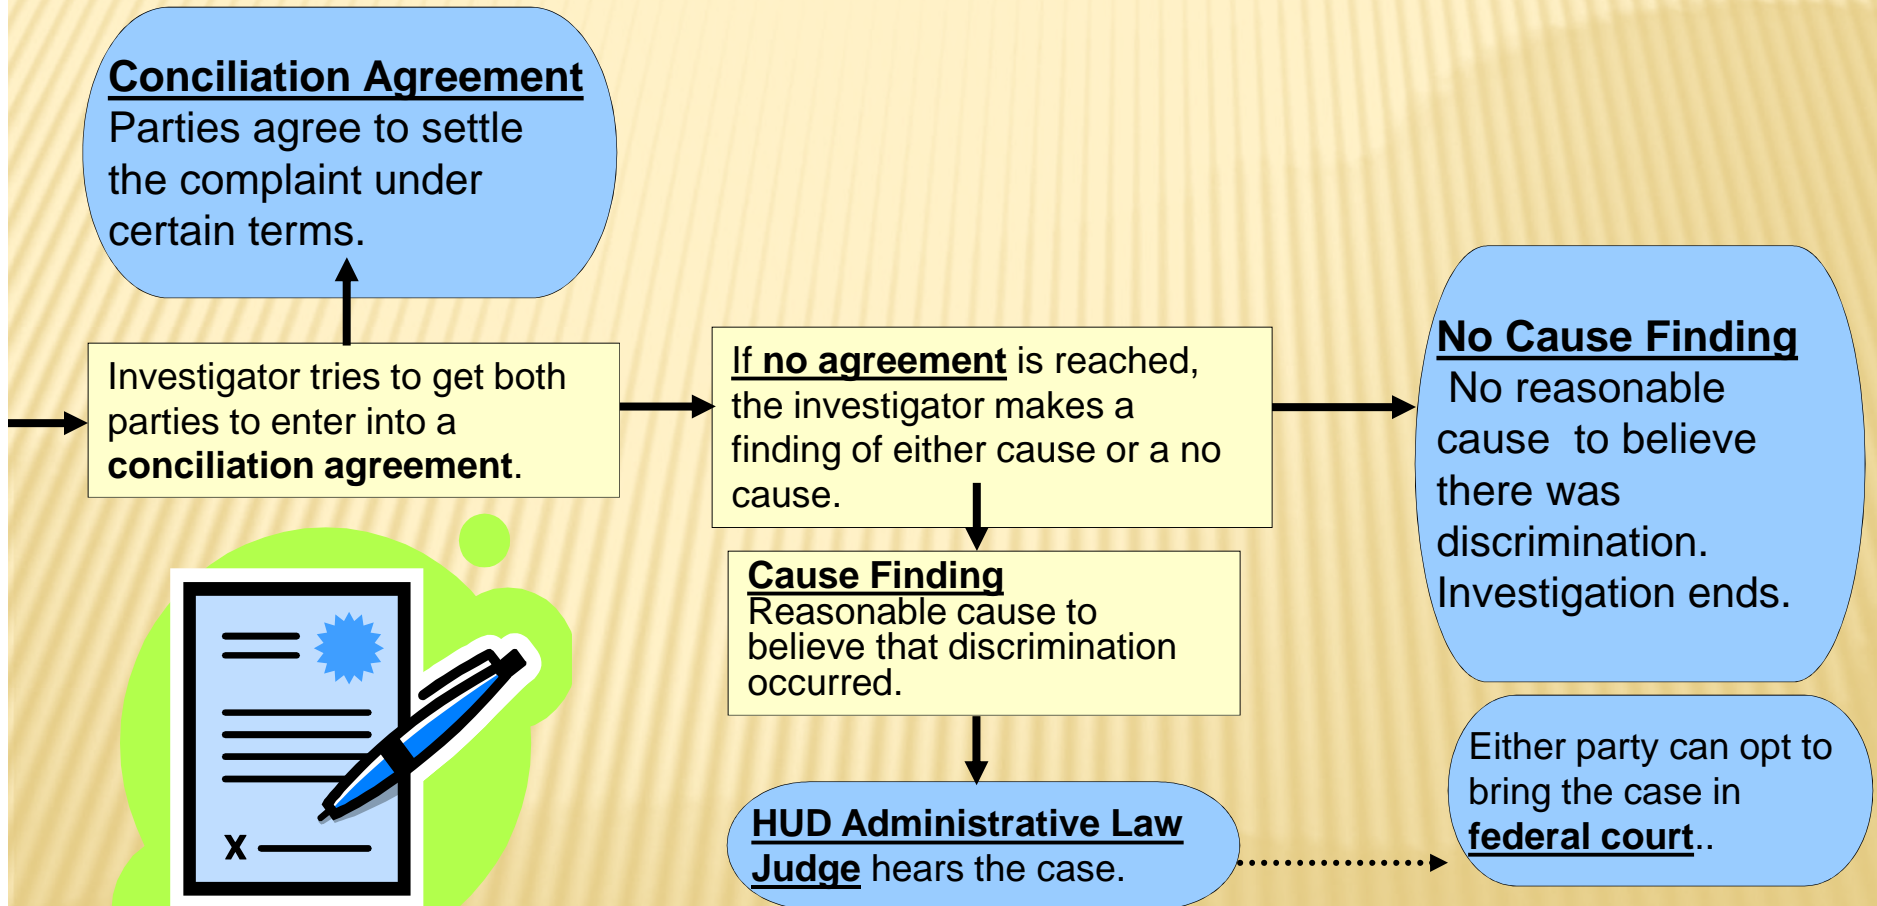 Conciliation Agreement
Parties agree to settle
the complaint under
certain terms.
Investigator tries to get both
parties to enter into a
conciliation agreement.
If no agreement is reached,
the investigator makes a
finding of either cause or a no
cause.
No Cause Finding
No reasonable
cause to believe
there was
discrimination.
Investigation ends.
Cause Finding
Reasonable cause to
believe that discrimination
occurred.
HUD Administrative Law
Judge hears the case.
Either party can opt to
bring the case in
federal court..
x